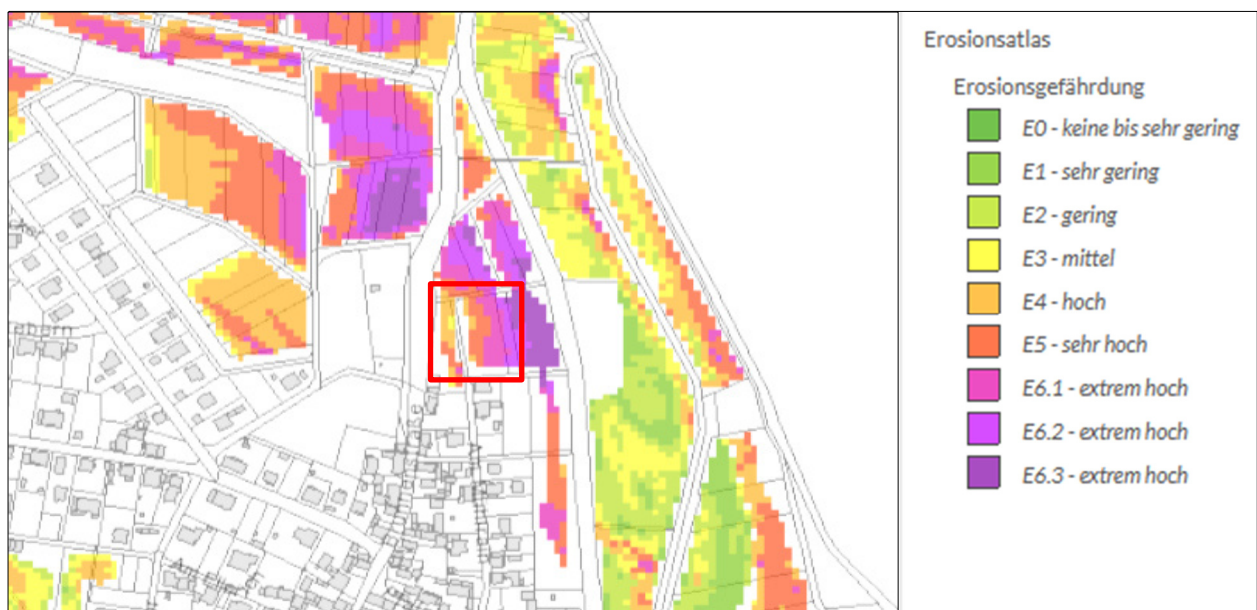 Erosionsatlas
Erosionsgefährdung
E0 - keine bis sehr gering
E1 - sehr gering
E2 - gering
E3 - mittel
E4 - hoch
E5 - sehr hoch
E6.1 - extrem hoch
E6.2 - extrem hoch
E6.3 - extrem hoch